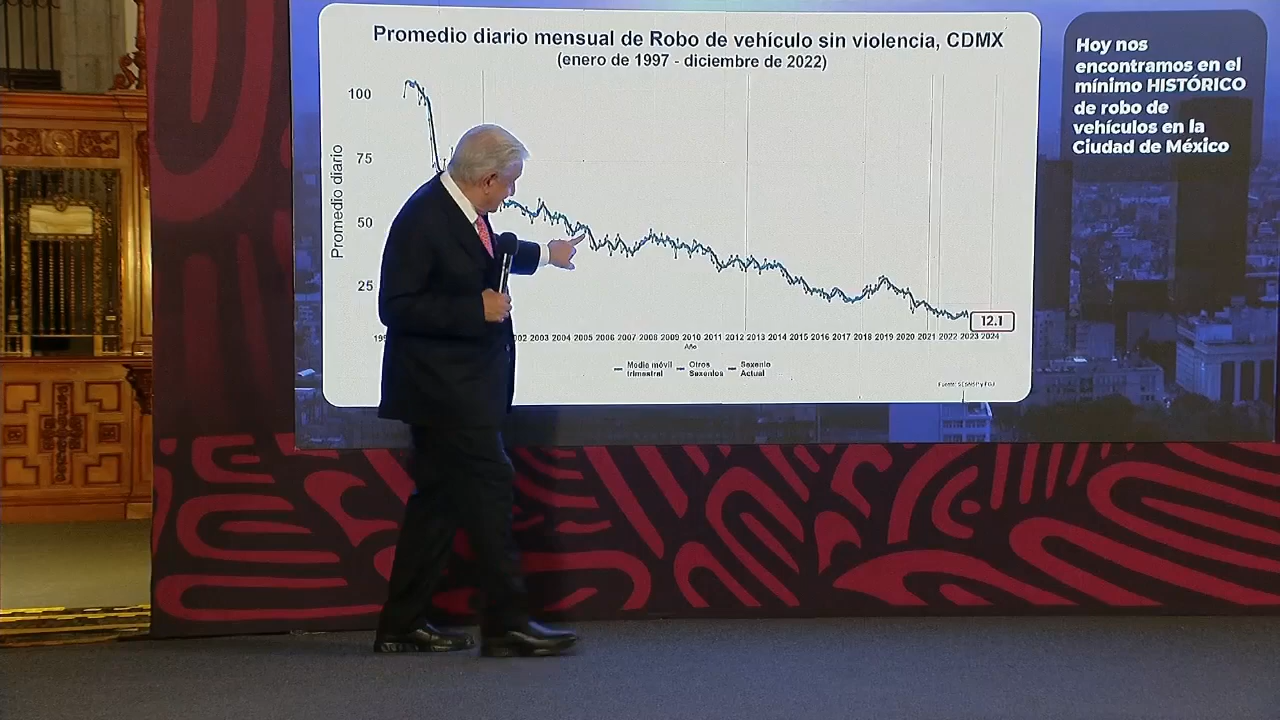 Promedio diario mensual de Robo de vehículo sin violencia, CDMX
(enero de 1997 - diciembre de 2022)
Hoy nos
encontramos en el
mínimo HISTÓRICO
de robo de
vehículos en la
Ciudad de México
Promedio diario
100
75
50
25
12.1
2003 2004 2005 2006 2007 2008 2009 2010 2011 2012 2013 2014 2015 2016 2017 2018 2019 2020 2021 2022 2023 2024
Año
Media móvil
trimestral
Otros
Sexenios
Sexenio
Actual